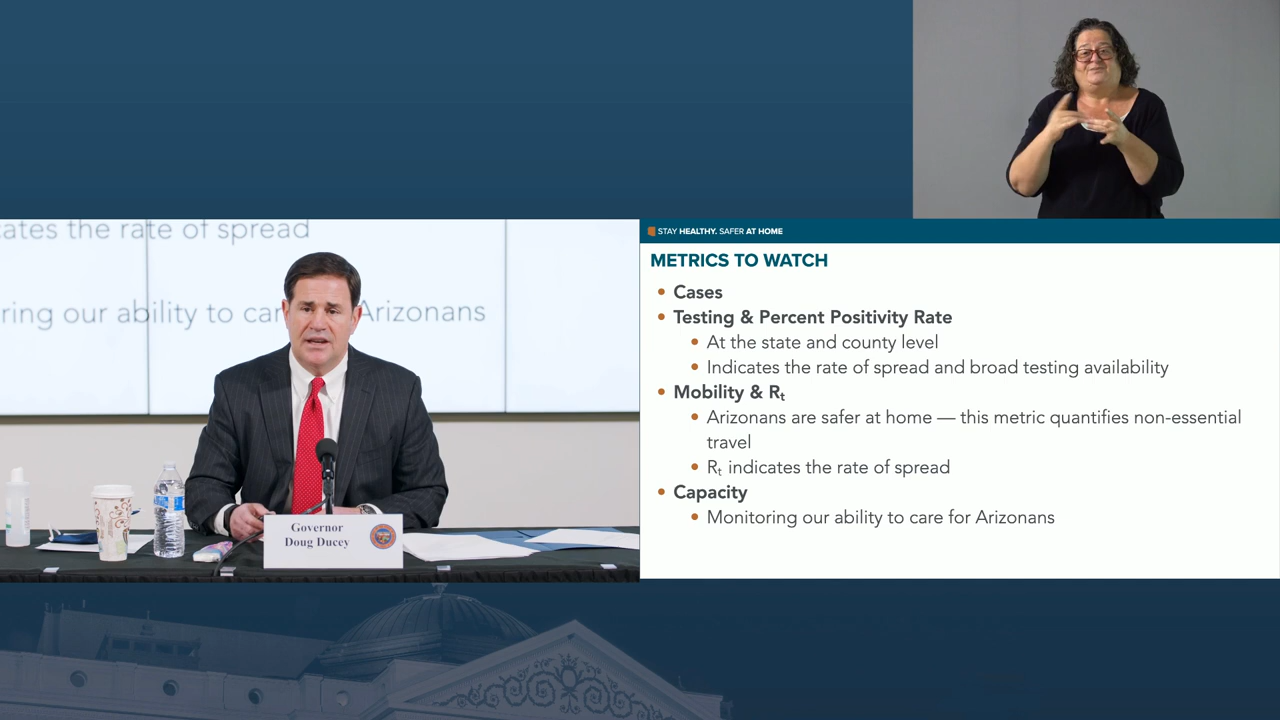 ates the rate of spread
ring our ability to car Arizonans
Governor
Doug Ducey
STAY HEALTHY. SAFER AT HOME
METRICS TO WATCH
• Cases
• Testing & Percent Positivity Rate
• At the state and county level
• Indicates the rate of spread and broad testing availability
• Mobility & Rt
• Arizonans are safer at home — this metric quantifies non-essential
travel
• Rt indicates the rate of spread
• Capacity
• Monitoring our ability to care for Arizonans